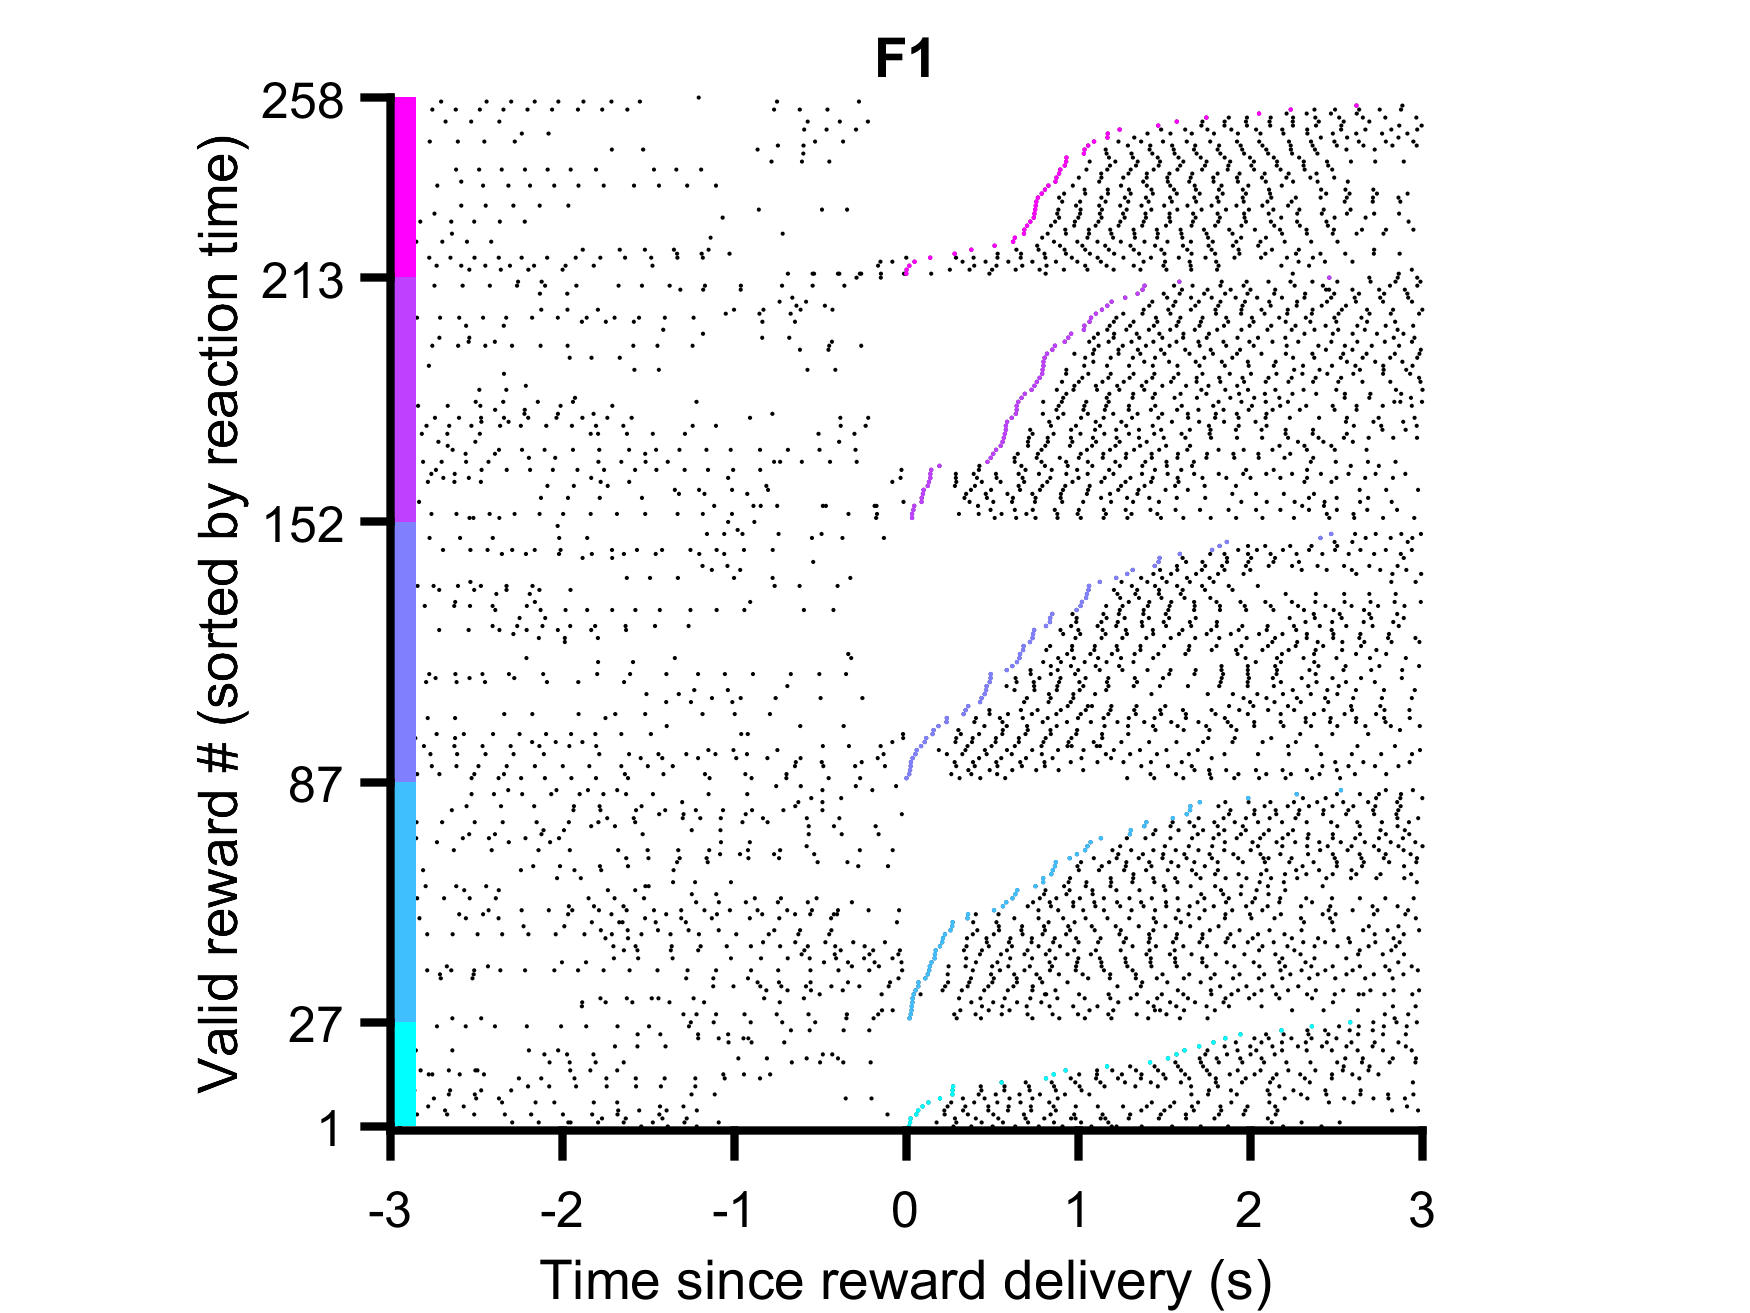 F1
Valid reward # (sorted by reaction time)
258
213
152
87
27
1
-3 -2 -1 0 1 2 3
Time since reward delivery (s)